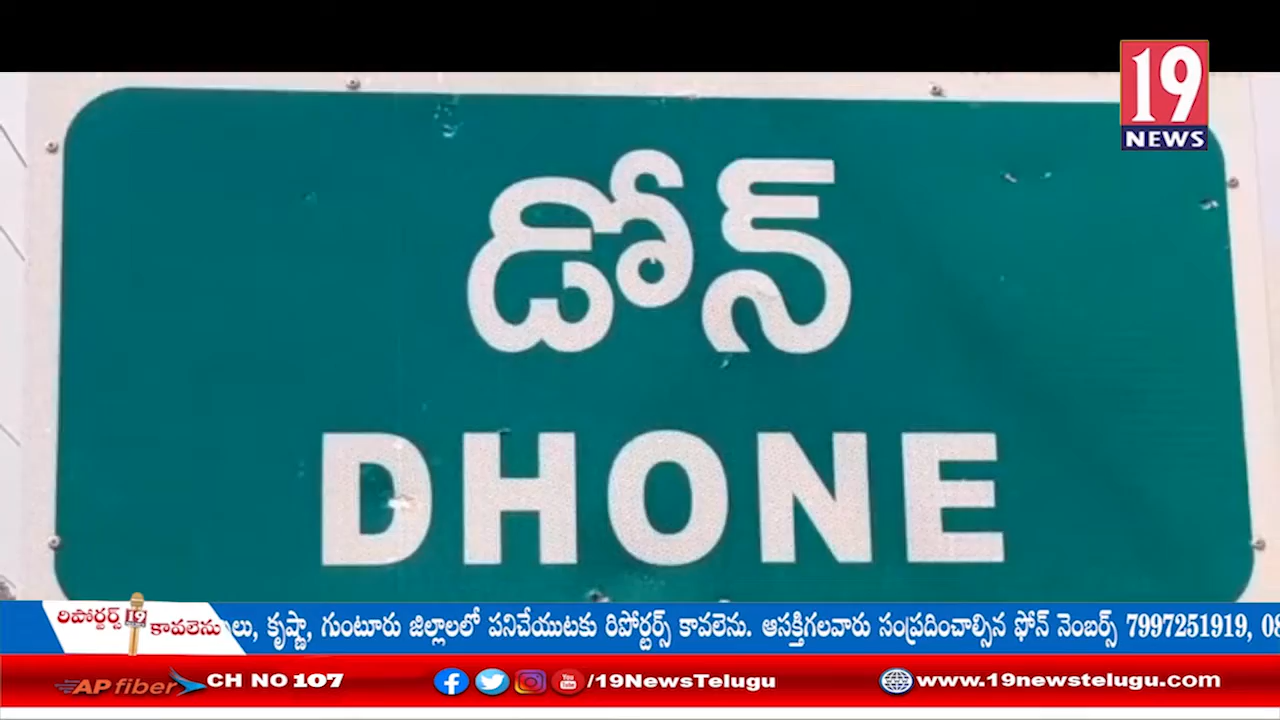 19
NEWS
డోన్
DHONE
రిపోర్టర్స్ 19 కావలెను
లు, కృష్ణా, గుంటూరు జిల్లాలలో పనిచేయుటకు రిపోర్టర్స్ కావలెను. ఆసక్తిగలవారు సంప్రదించాల్సిన ఫోన్ నెంబర్స్ 7997251919, 08
AP fiber CH NO 107
/19NewsTelugu
www.19newstelugu.com